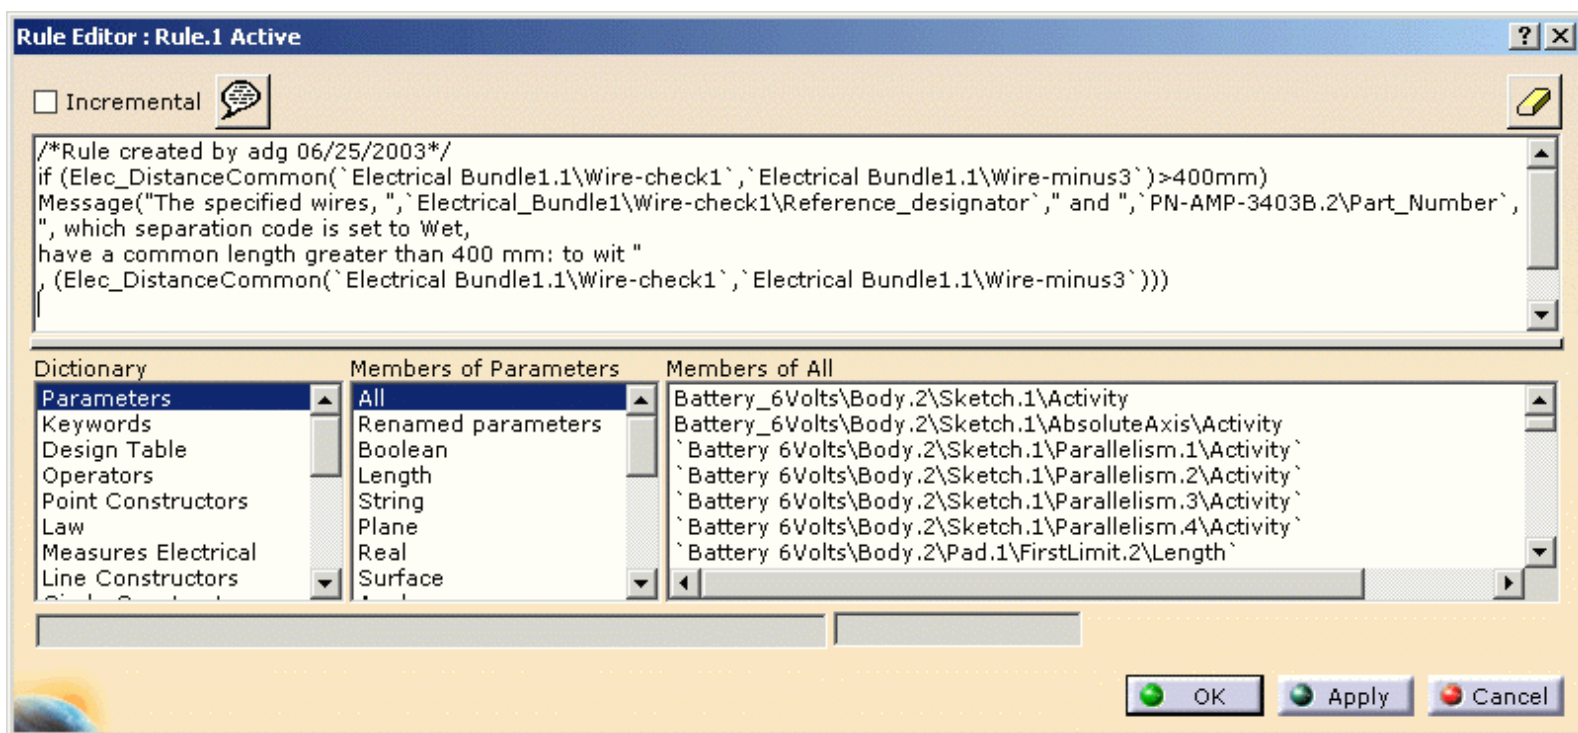 Rule Editor : Rule.1 Active
Incremental
/*Rule created by adg 06/25/2003*/
if (Elec_DistanceCommon(`Electrical Bundle1.1\Wire-check1`,`Electrical Bundle1.1\Wire-minus3`)>400mm)
Message("The specified wires, ",`Electrical_Bundle1\Wire-check1\Reference_designator`," and ",`PN-AMP-3403B.2\Part_Number`,
", which separation code is set to Wet,
have a common length greater than 400 mm: to wit "
, (Elec_DistanceCommon(`Electrical Bundle1.1\Wire-check1`,`Electrical Bundle1.1\Wire-minus3`)))
Dictionary
Parameters
Keywords
Design Table
Operators
Point Constructors
Law
Measures Electrical
Line Constructors
Members of Parameters
All
Renamed parameters
Boolean
Length
String
Plane
Real
Surface
Members of All
Battery_6Volts\Body.2\Sketch.1\Activity
Battery_6Volts\Body.2\Sketch.1\AbsoluteAxis\Activity
`Battery 6Volts\Body.2\Sketch.1\Parallelism.1\Activity`
`Battery 6Volts\Body.2\Sketch.1\Parallelism.2\Activity`
`Battery 6Volts\Body.2\Sketch.1\Parallelism.3\Activity`
`Battery 6Volts\Body.2\Sketch.1\Parallelism.4\Activity`
`Battery 6Volts\Body.2\Pad.1\FirstLimit.2\Length`
OK
Apply
Cancel